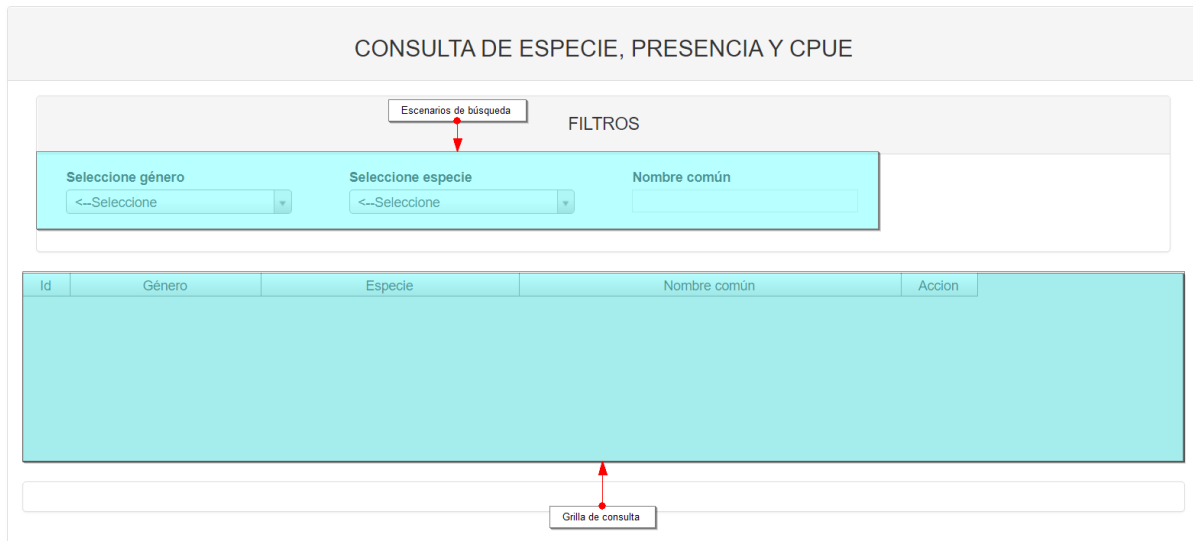 CONSULTA DE ESPECIE, PRESENCIA Y CPUE
Escenarios de búsqueda
FILTROS
Seleccione género Seleccione especie Nombre común
<--Seleccione <--Seleccione
Id Género Especie Nombre común Accion
Grilla de consulta